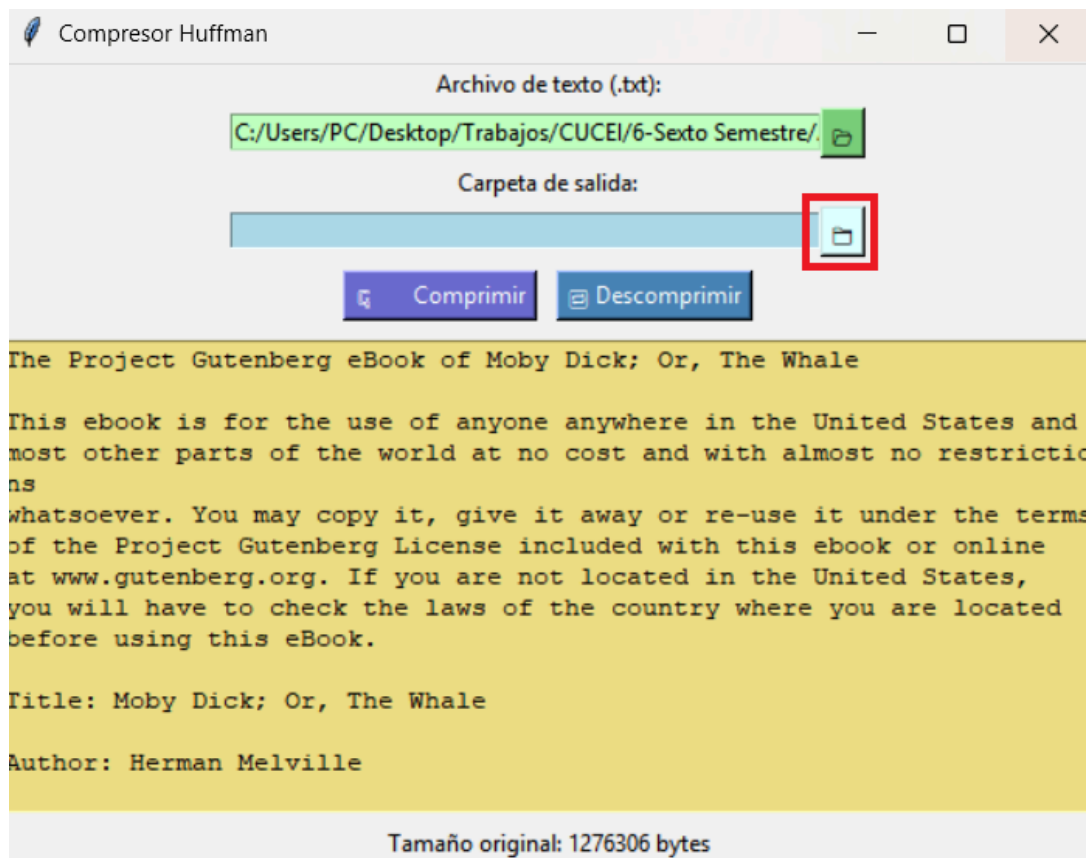 Compresor Huffman
Archivo de texto (.txt):
C:/Users/PC/Desktop/Trabajos/CUCEI/6-Sexto Semestre/.
Carpeta de salida:
Comprimir Descomprimir
The Project Gutenberg eBook of Moby Dick; Or, The Whale
This ebook is for the use of anyone anywhere in the United States and
most other parts of the world at no cost and with almost no restrictio
ns
whatsoever. You may copy it, give it away or re-use it under the terms
of the Project Gutenberg License included with this ebook or online
at www.gutenberg.org. If you are not located in the United States,
you will have to check the laws of the country where you are located
before using this eBook.
Title: Moby Dick; Or, The Whale
Author: Herman Melville
Tamaño original: 1276306 bytes